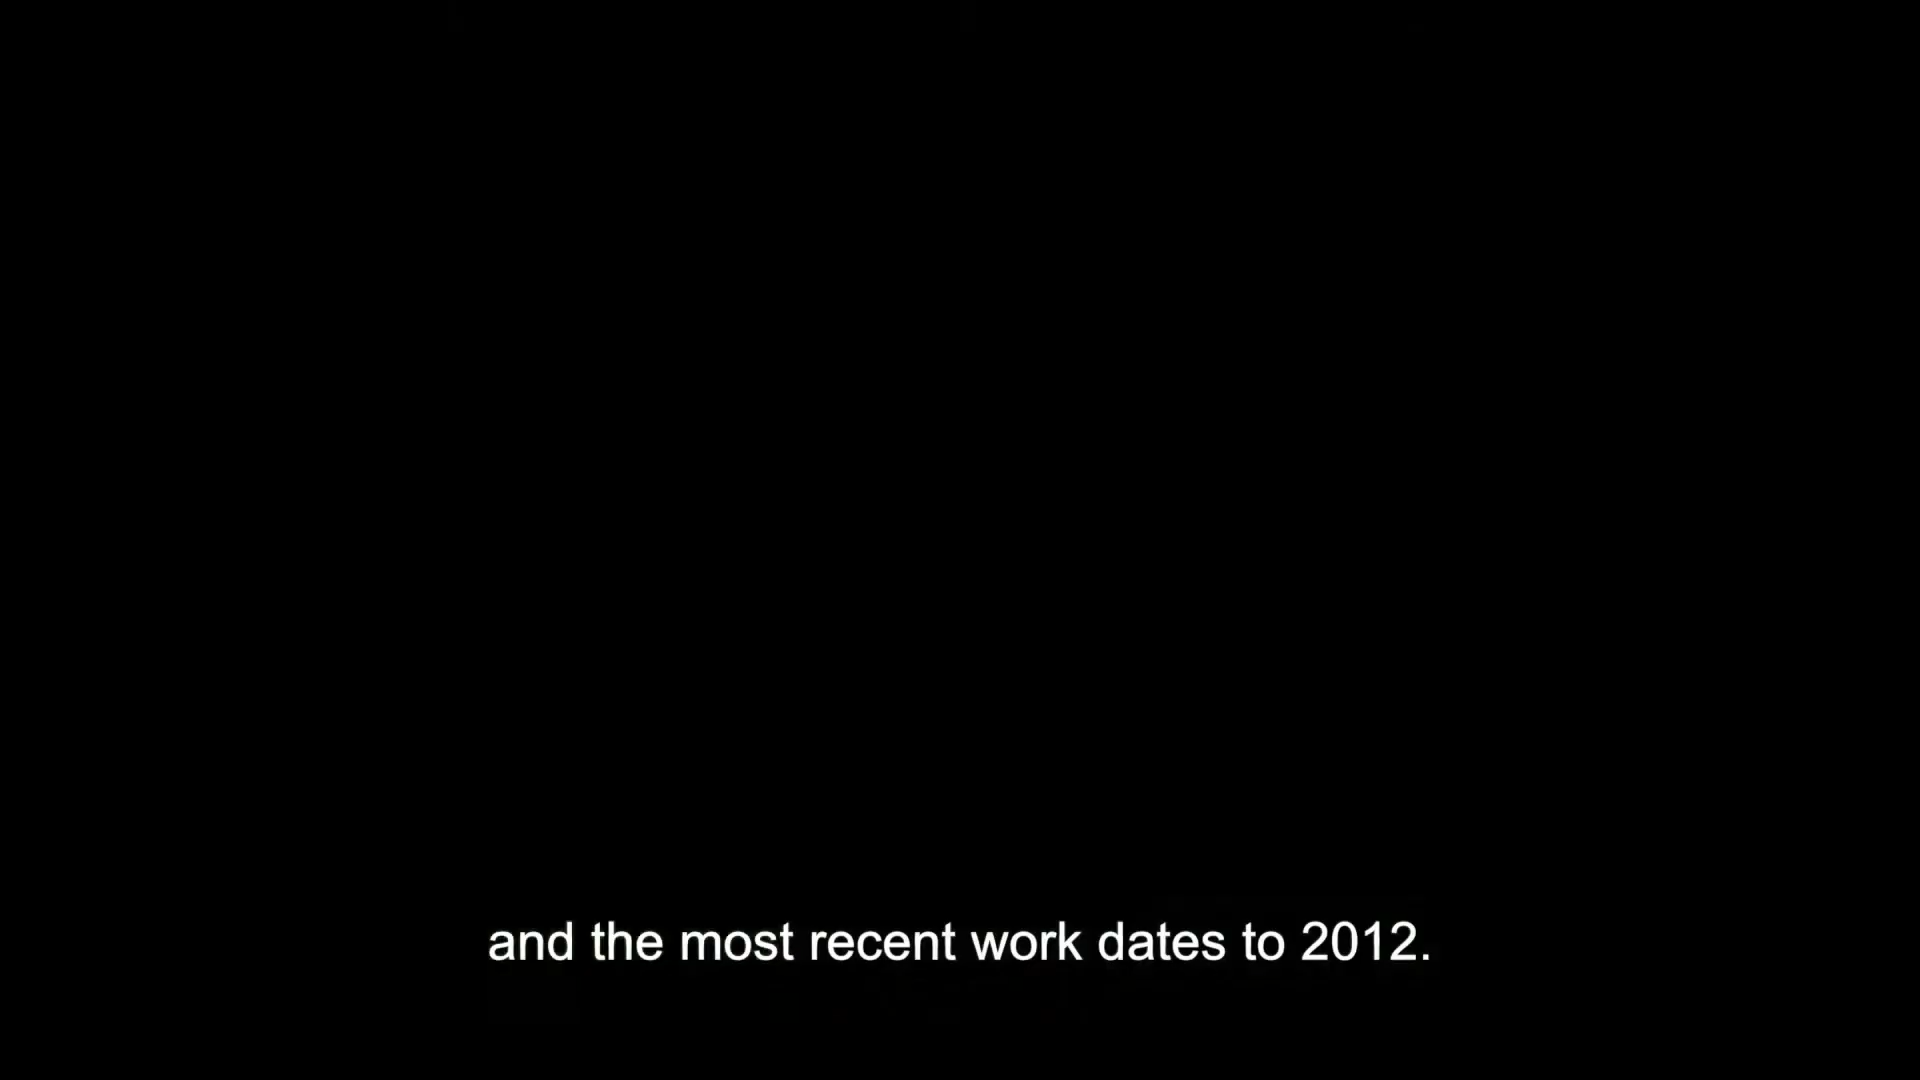 and the most recent work dates to 2012.